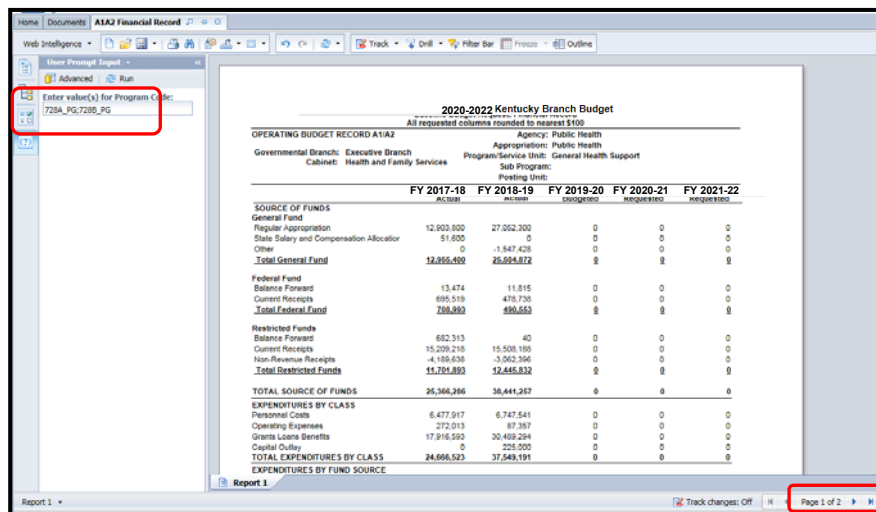 Home Documents A1A2 Financial Record
Web Intelligence Track Drill Filter Bar Freeze Outline
User Prompt Input
Advanced Run
Enter value(s) for Program Code:
728A_PG;728B_PG
2020-2022 Kentucky Branch Budget
All requested columns rounded to nearest $100
OPERATING BUDGET RECORD A1/A2 Agency: Public Health
Appropriation: Public Health
Governmental Branch: Executive Branch Program/Service Unit: General Health Support
Cabinet: Health and Family Services Sub Program:
Posting Unit:
FY 2017-18 FY 2018-19 FY 2019-20 FY 2020-21 FY 2021-22
Actual Actual Budgeted Requested Requested
SOURCE OF FUNDS
General Fund
Regular Appropriation 12,903,800 27,052,300 0 0 0
State Salary and Compensation Allocation 51,600 0 0 0 0
Other 0 -1,547,428 0 0 0
Total General Fund 12,955,400 25,504,872 0 0 0
Federal Fund
Balance Forward 13,474 11,815 0 0 0
Current Receipts 695,519 478,738 0 0 0
Total Federal Fund 708,993 490,553 0 0 0
Restricted Funds
Balance Forward 682,313 40 0 0 0
Current Receipts 15,209,218 15,508,188 0 0 0
Non-Revenue Receipts -4,189,638 -3,062,396 0 0 0
Total Restricted Funds 11,701,893 12,445,832 0 0 0
TOTAL SOURCE OF FUNDS 25,366,286 38,441,257 0 0 0
EXPENDITURES BY CLASS
Personnel Costs 6,477,917 6,747,541 0 0 0
Operating Expenses 272,013 87,357 0 0 0
Grants Loans Benefits 17,916,593 30,489,294 0 0 0
Capital Outlay 0 225,000 0 0 0
TOTAL EXPENDITURES BY CLASS 24,666,523 37,549,191 0 0 0
EXPENDITURES BY FUND SOURCE
Report 1
Report 1 Track changes: Off Page 1 of 2